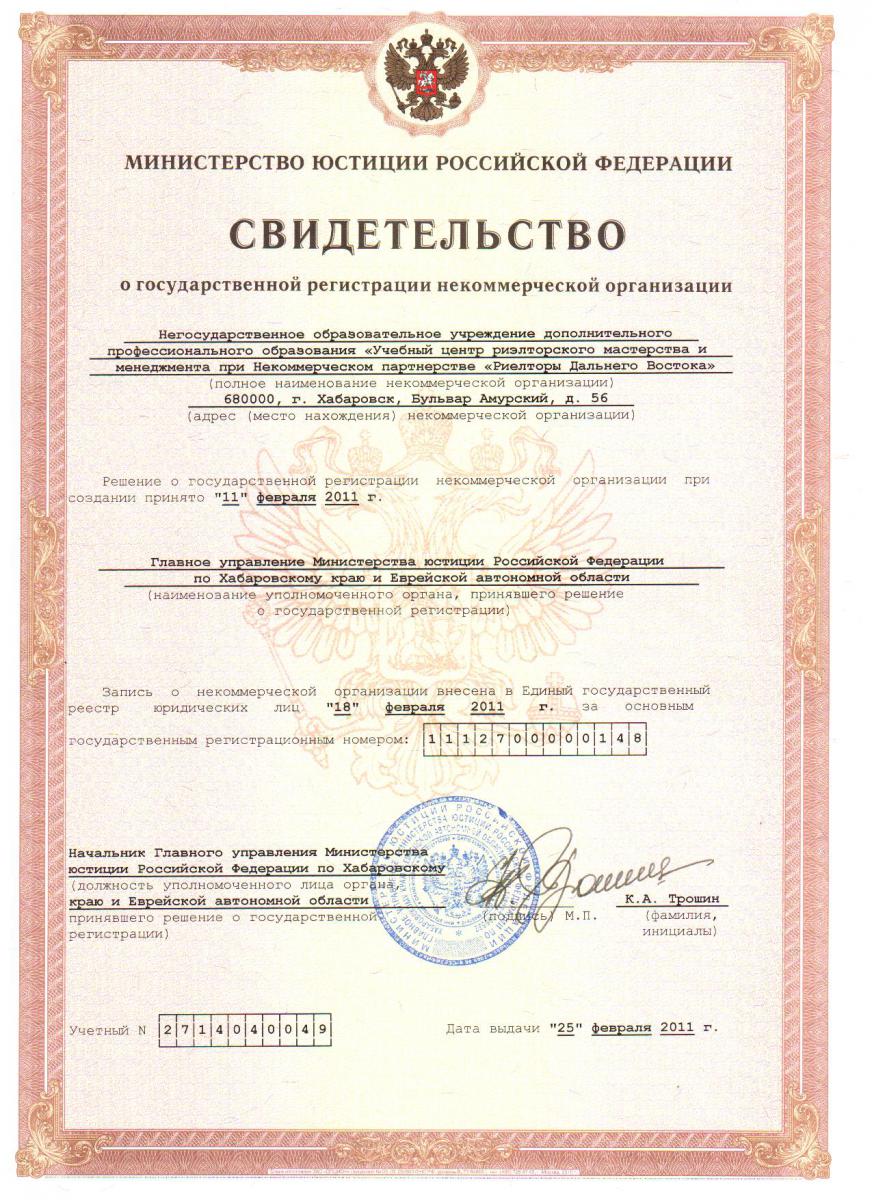 МИНИСТЕРСТВО ЮСТИЦИИ РОССИЙСКОЙ ФЕДЕРАЦИИ
СВИДЕТЕЛЬСТВО
о государственной регистрации некоммерческой организации
Негосударственное образовательное учреждение дополнительного
профессионального образования «Учебный центр риэлторского мастерства и
менеджмента при Некоммерческом партнерстве «Риелторы Дальнего Востока»
(полное наименование некоммерческой организации)
680000, г. Хабаровск, Бульвар Амурский, д. 56
(адрес (место нахождения) некоммерческой организации)
Решение о государственной регистрации некоммерческой организации при
создании принято "11" февраля 2011 г.
Главное управление Министерства юстиции Российской Федерации
по Хабаровскому краю и Еврейской автономной области
(наименование уполномоченного органа, принявшего решение
о государственной регистрации)
Запись о некоммерческой организации внесена в Единый государственный
реестр юридических лиц "18" февраля 2011 г. за основным
государственным регистрационным номером: 1112700000148
Начальник Главного управления Министерства
юстиции Российской Федерации по Хабаровскому
(должность уполномоченного лица органа,
краю и Еврейской автономной области К.А. Трошин
принявшего решение о государственной (подпись) М.П. (фамилия,
регистрации) инициалы)
Учетный N 2714040049 Дата выдачи "25" февраля 2011 г.